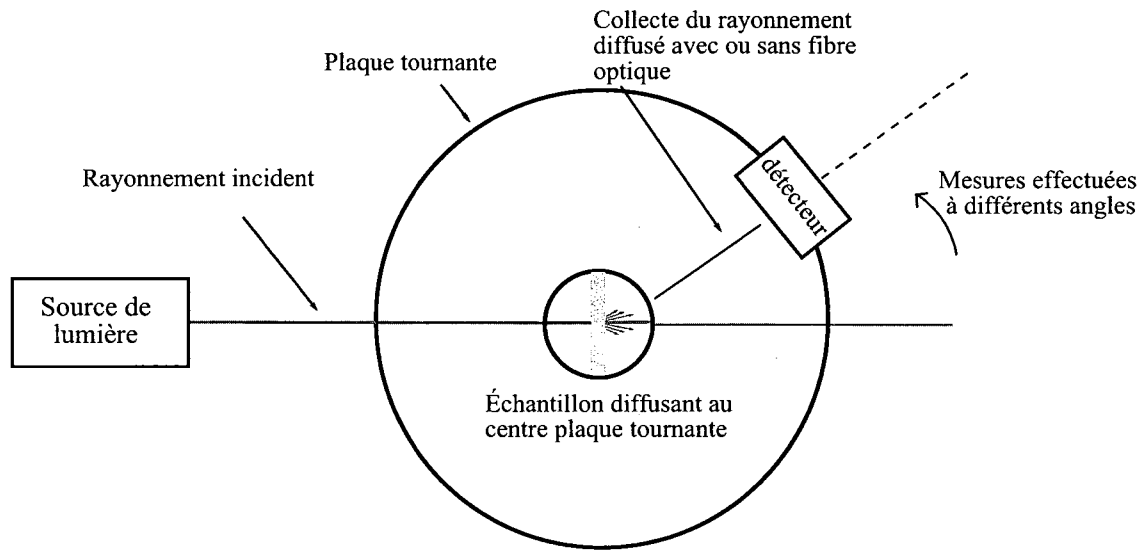 Collecte du rayonnement
diffusé avec ou sans fibre
optique
Plaque tournante
Rayonnement incident
détecteur
Mesures effectuées
à différents angles
Source de
lumière
Échantillon diffusant au
centre plaque tournante